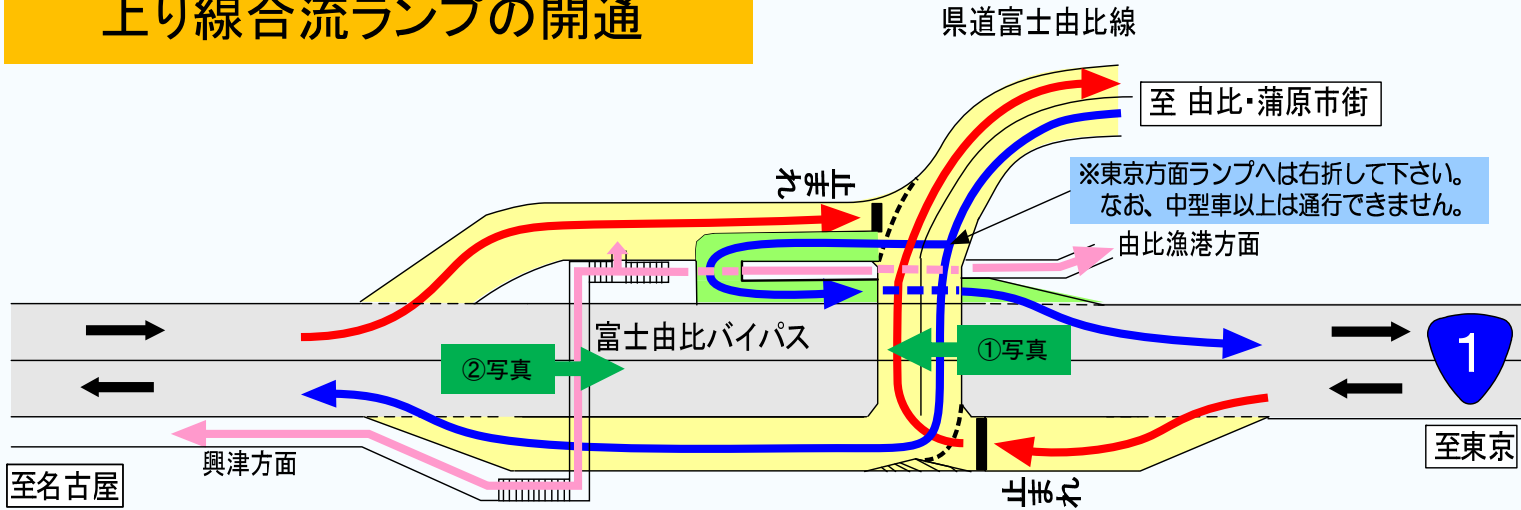 上り線合流ランプの開通
県道富士由比線
至 由比・蒲原市街
※東京方面ランプへは右折して下さい。
なお、中型車以上は通行できません。
止まれ
由比漁港方面
富士由比バイパス
①写真
②写真
1
興津方面
至名古屋
至東京
止まれ